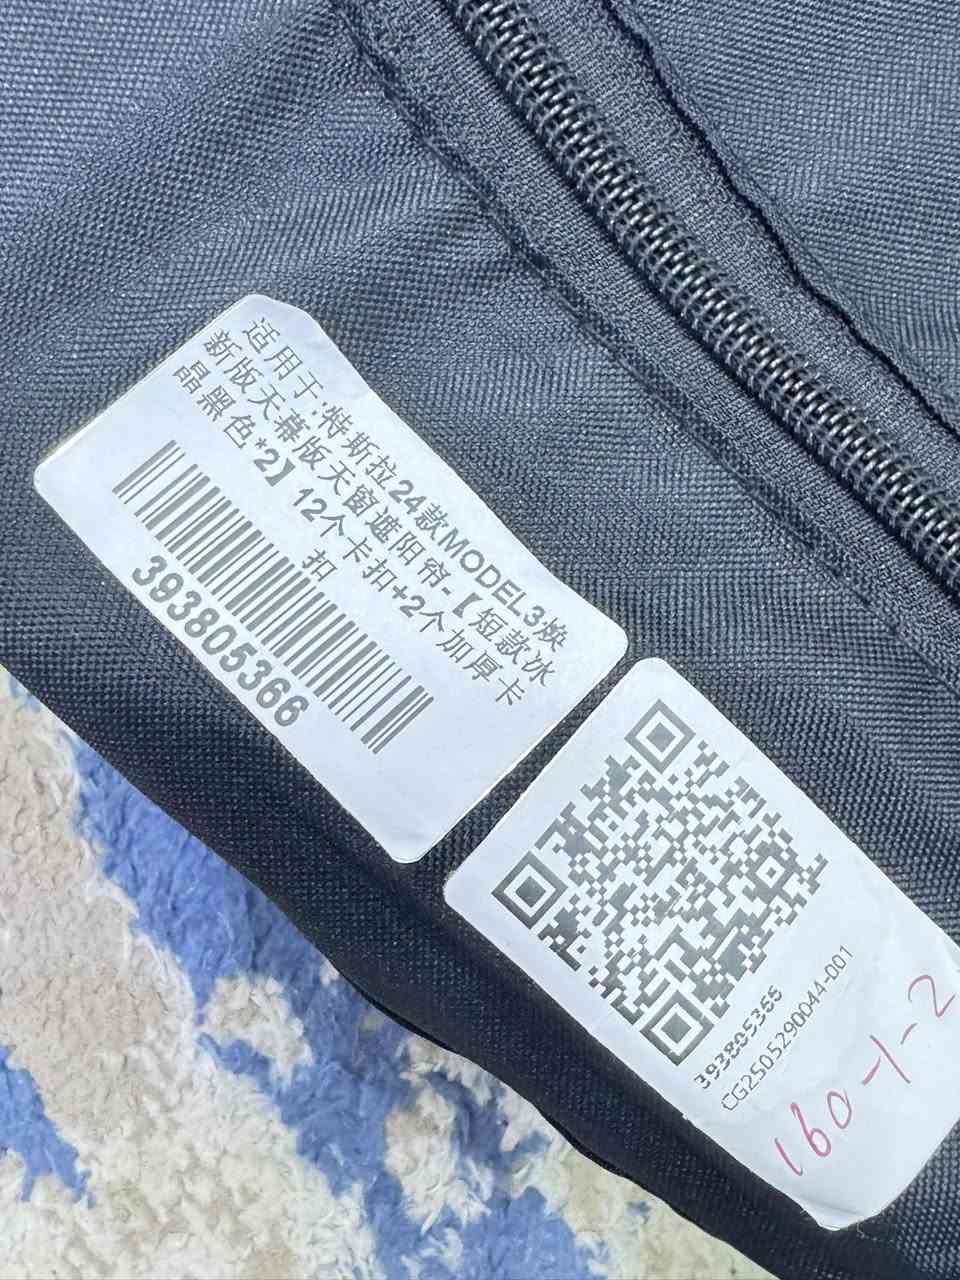 适用于:特斯拉24款MODEL3焕
新版天幕版天窗遮阳帘-【短款冰
晶黑色*2】12个卡扣+2个加厚卡
扣
393805366
393805366
CG2505290044-001
160-1-2